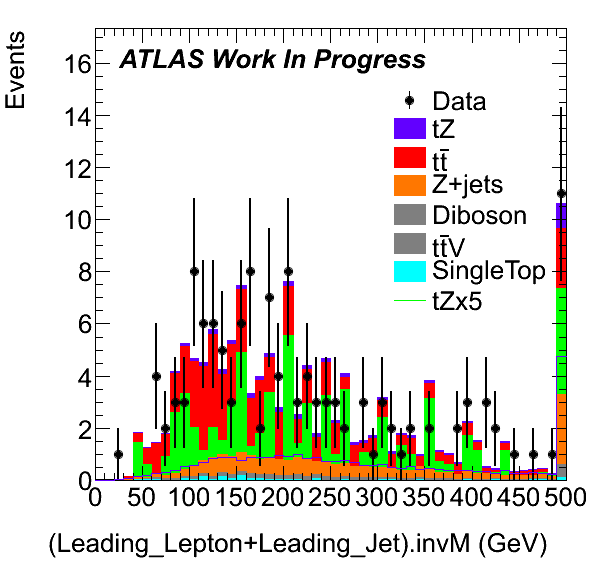 Events
ATLAS Work In Progress
Data
tZ
tt̄
Z+jets
Diboson
tt̄V
SingleTop
tZx5
16
14
12
10
8
6
4
2
0
0 50 100 150 200 250 300 350 400 450 500
(Leading_Lepton+Leading_Jet).invM (GeV)